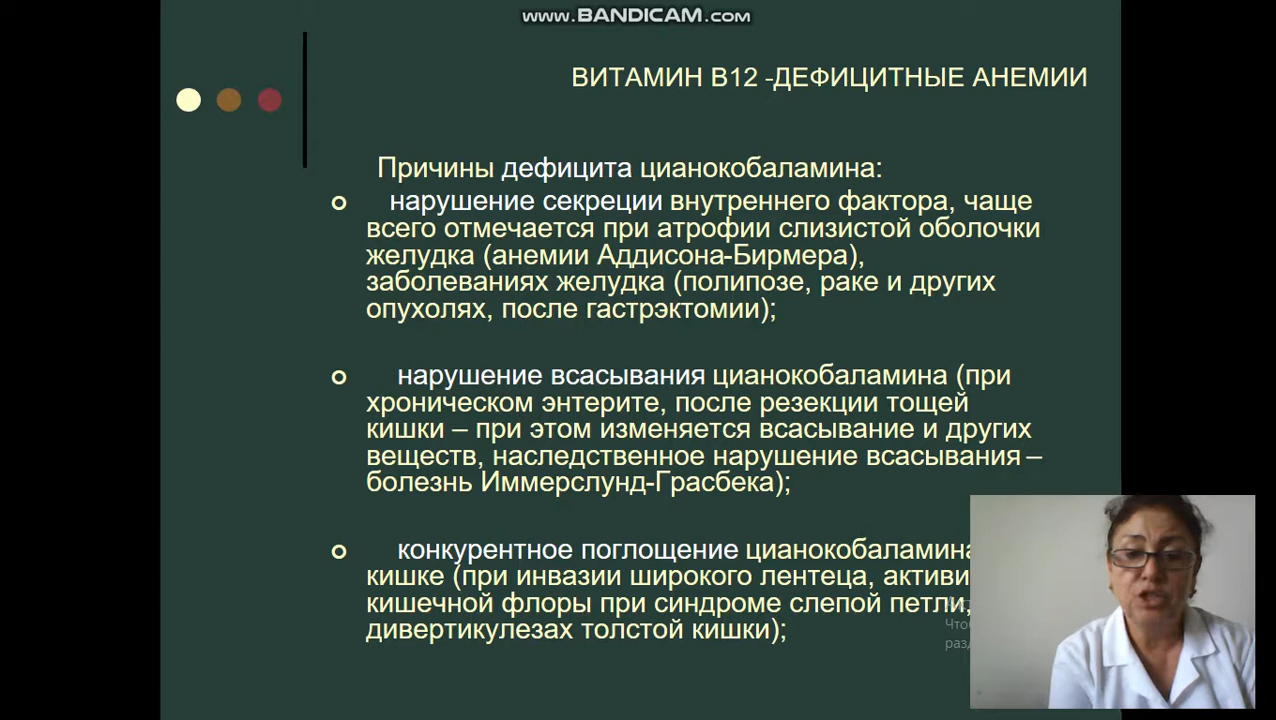 www.BANDICAM.com
ВИТАМИН В12 -ДЕФИЦИТНЫЕ АНЕМИИ
Причины дефицита цианокобаламина:
нарушение секреции внутреннего фактора, чаще
всего отмечается при атрофии слизистой оболочки
желудка (анемии Аддисона-Бирмера),
заболеваниях желудка (полипозе, раке и других
опухолях, после гастрэктомии);
нарушение всасывания цианокобаламина (при
хроническом энтерите, после резекции тощей
кишки – при этом изменяется всасывание и других
веществ, наследственное нарушение всасывания –
болезнь Иммерслунд-Грасбека);
конкурентное поглощение цианокобаламина
кишке (при инвазии широкого лентеца,
кишечной флоры при синдроме слепой петли,
дивертикулезах толстой кишки);